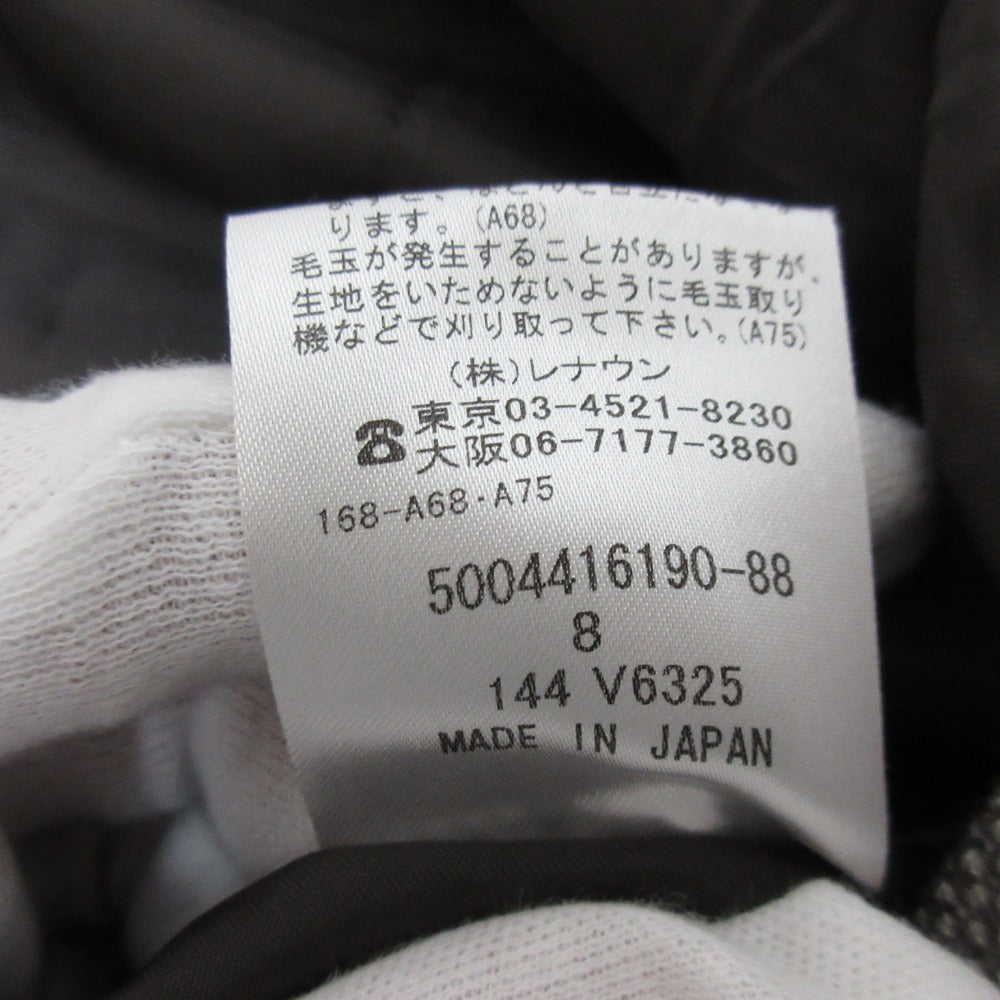 ります。(A68)
毛玉が発生することがありますが、
生地をいためないように毛玉取り
機などで刈り取って下さい。(A75)
(株)レナウン
☎東京03-4521-8230
大阪06-7177-3860
168-A68・A75
5004416190-88
8
144 V6325
MADE IN JAPAN